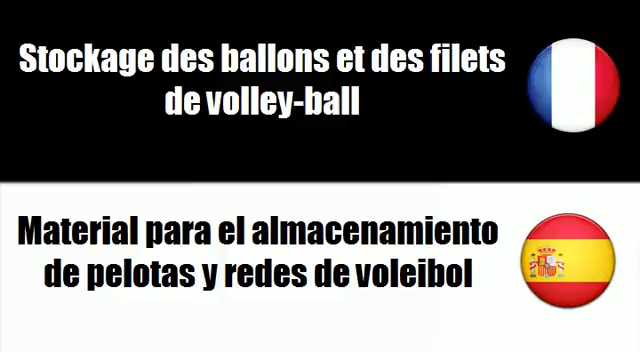 Stockage des ballons et des filets
de volley-ball
Material para el almacenamiento
de pelotas y redes de voleibol